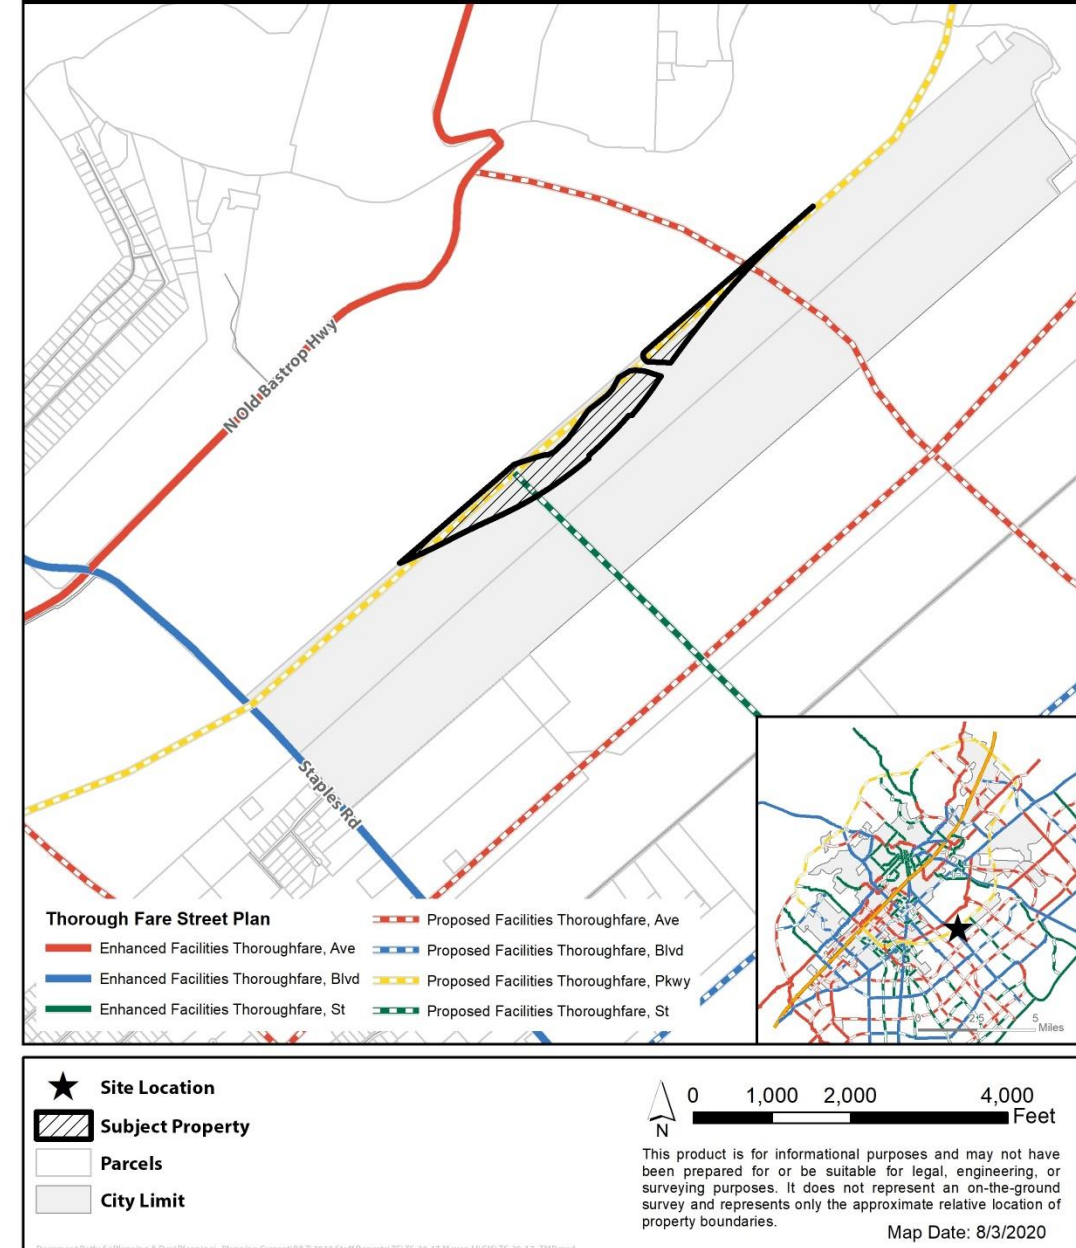 N Old Bastrop Hwy
Staples Rd
Thorough Fare Street Plan
Enhanced Facilities Thoroughfare, Ave
Enhanced Facilities Thoroughfare, Blvd
Enhanced Facilities Thoroughfare, St
Proposed Facilities Thoroughfare, Ave
Proposed Facilities Thoroughfare, Blvd
Proposed Facilities Thoroughfare, Pkwy
Proposed Facilities Thoroughfare, St
0 2.5 5
Miles
Site Location
Subject Property
Parcels
City Limit
N
0 1,000 2,000 4,000
Feet
This product is for informational purposes and may not have
been prepared for or be suitable for legal, engineering, or
surveying purposes. It does not represent an on-the-ground
survey and represents only the approximate relative location of
property boundaries.
Map Date: 8/3/2020